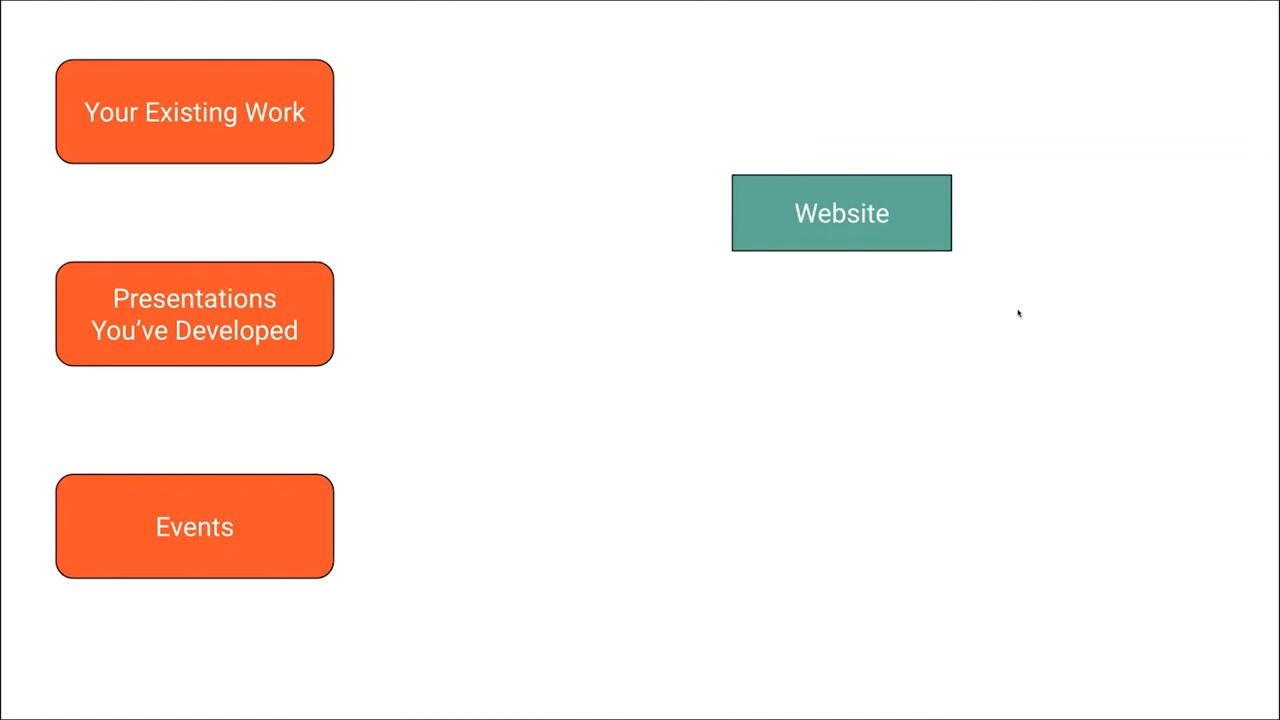 Your Existing Work
Website
Presentations
You’ve Developed
Events